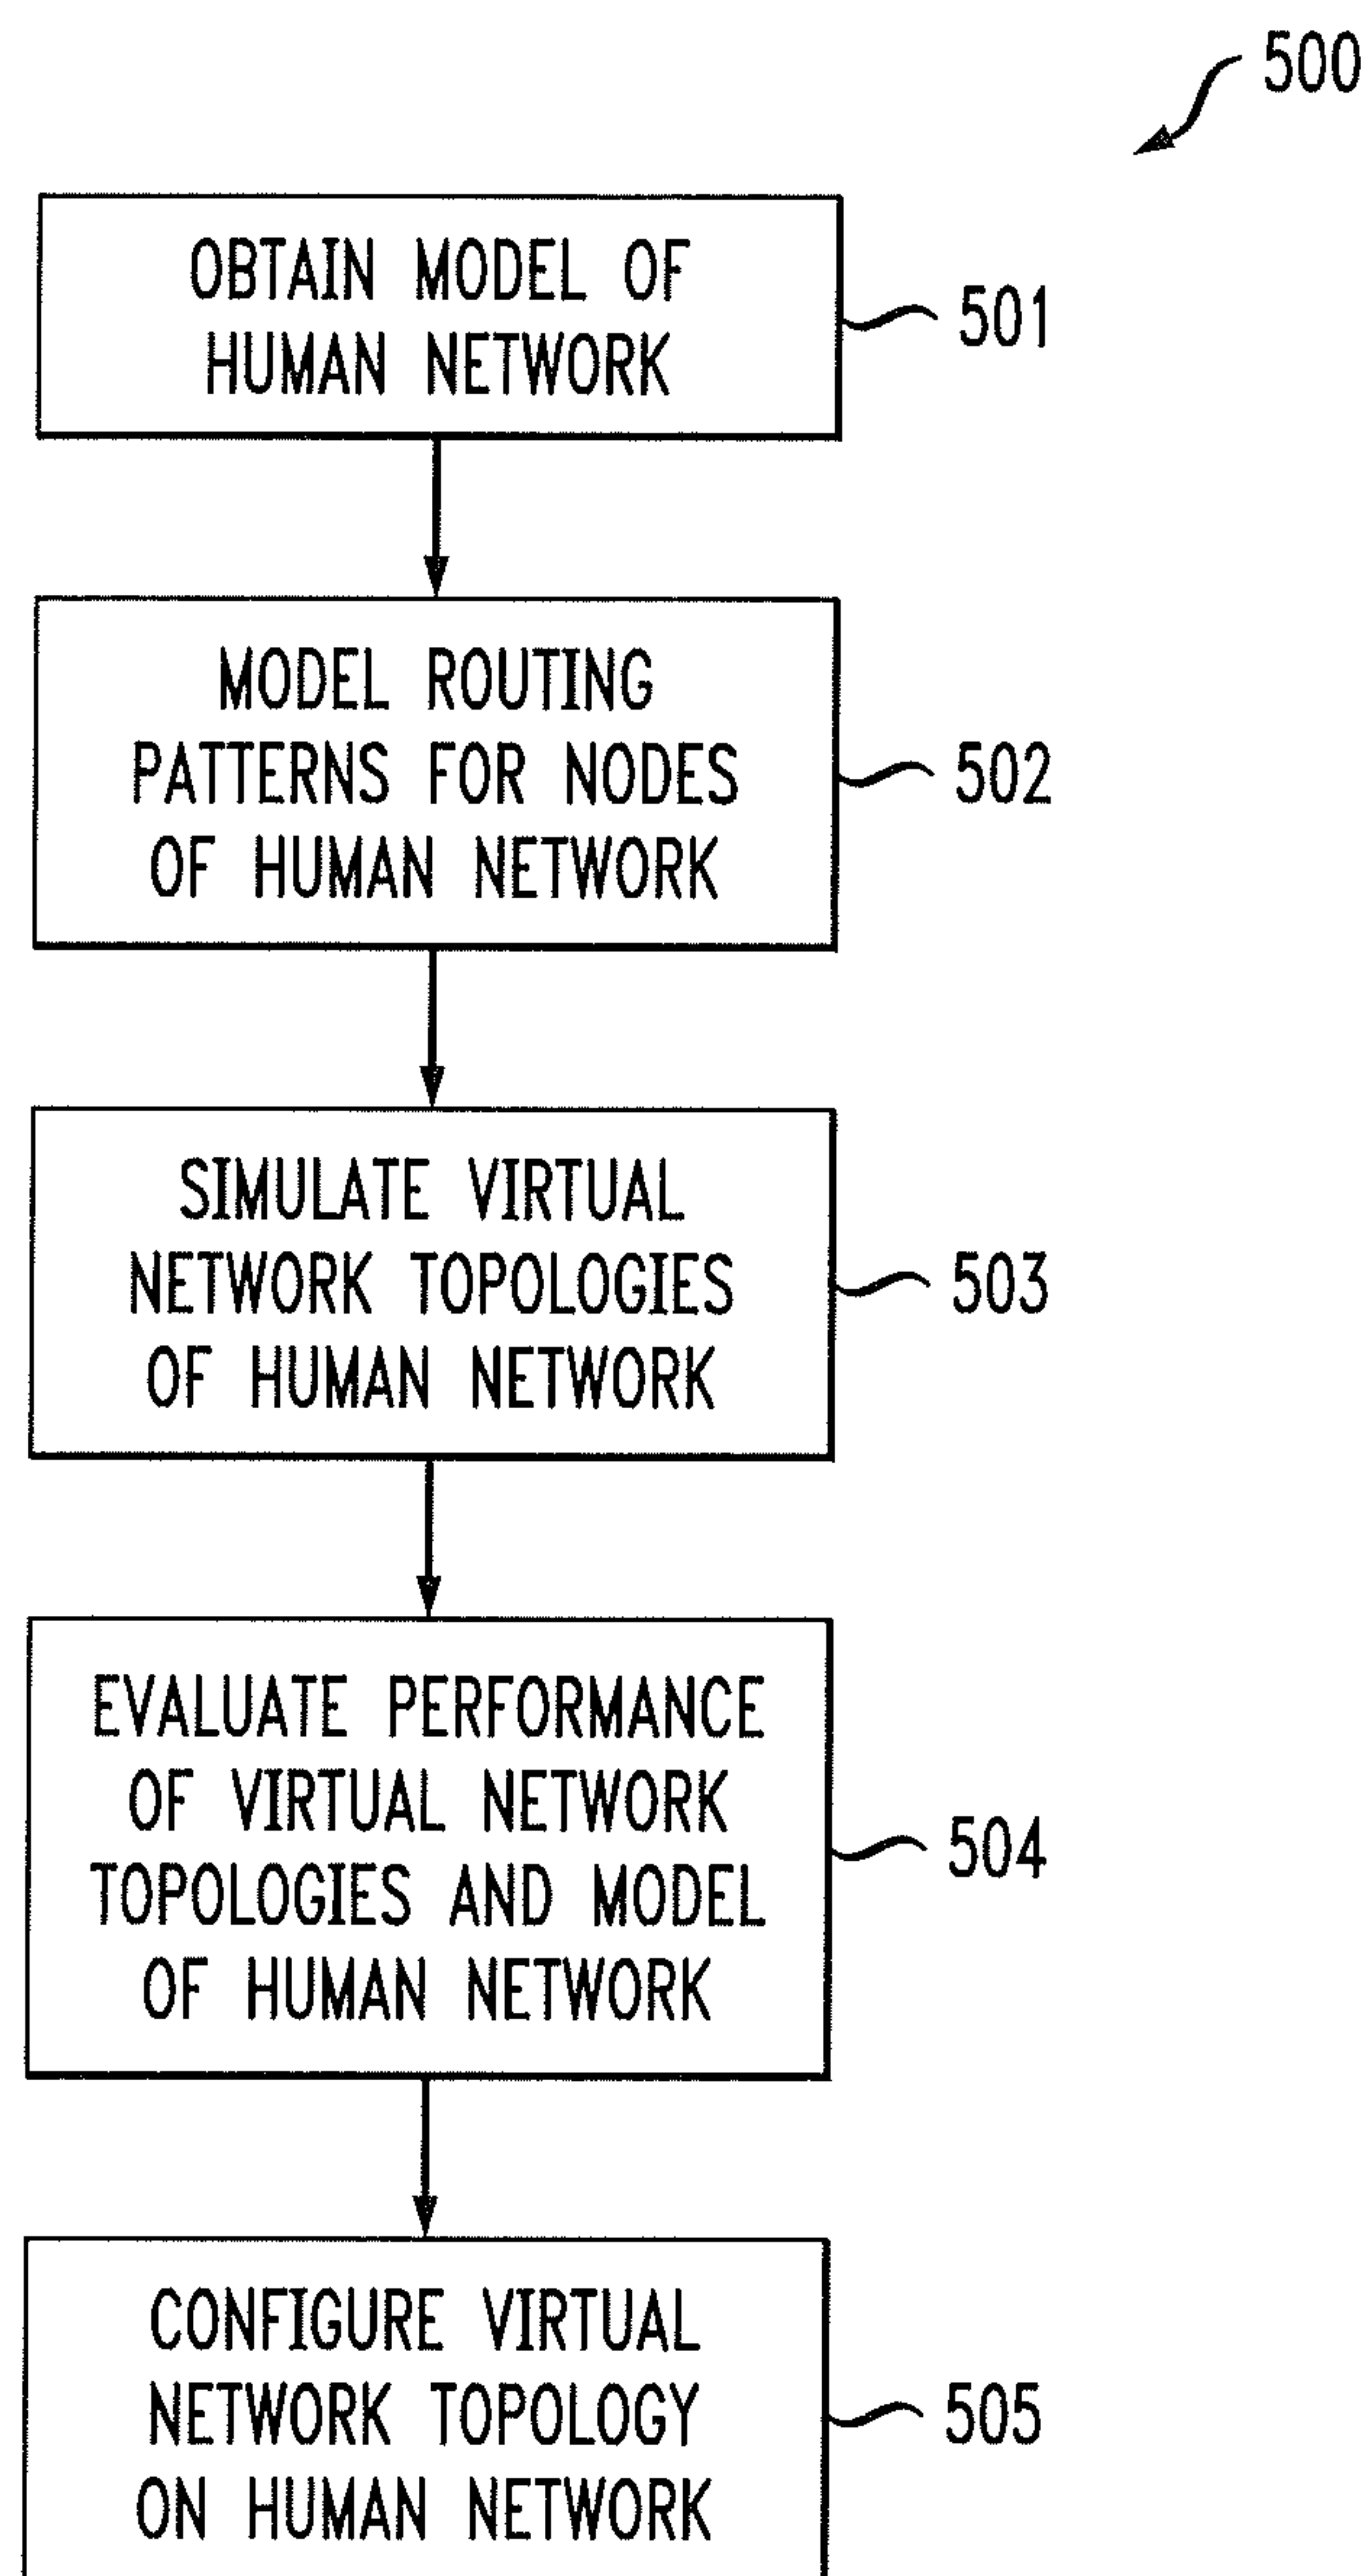 500
OBTAIN MODEL OF
HUMAN NETWORK
501
MODEL ROUTING
PATTERNS FOR NODES
OF HUMAN NETWORK
502
SIMULATE VIRTUAL
NETWORK TOPOLOGIES
OF HUMAN NETWORK
503
EVALUATE PERFORMANCE
OF VIRTUAL NETWORK
TOPOLOGIES AND MODEL
OF HUMAN NETWORK
504
CONFIGURE VIRTUAL
NETWORK TOPOLOGY
ON HUMAN NETWORK
505